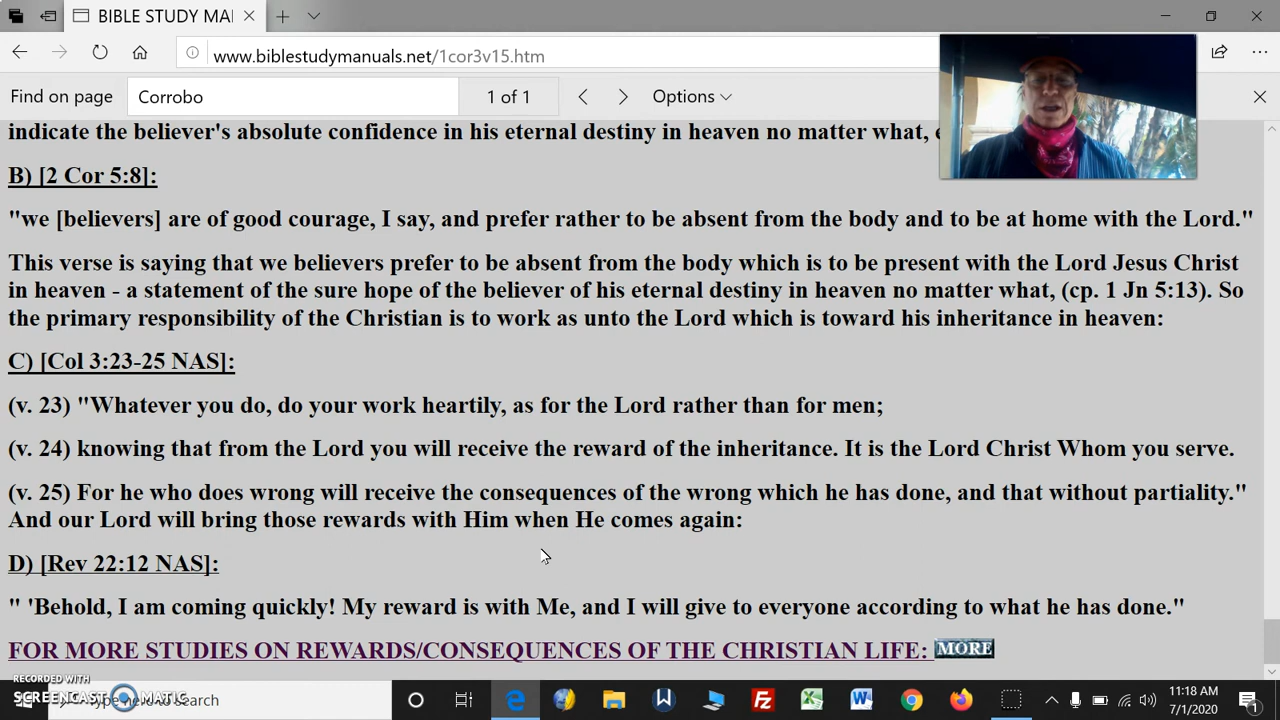 BIBLE STUDY MAI
www.biblestudymanuals.net/1cor3v15.htm
Find on page
Corrobo
1 of 1
Options
indicate the believer's absolute confidence in his eternal destiny in heaven no matter what,
B) [2 Cor 5:8]:
"we [believers] are of good courage, I say, and prefer rather to be absent from the body and to be at home with the Lord."
This verse is saying that we believers prefer to be absent from the body which is to be present with the Lord Jesus Christ
in heaven - a statement of the sure hope of the believer of his eternal destiny in heaven no matter what, (cp. 1 Jn 5:13). So
the primary responsibility of the Christian is to work as unto the Lord which is toward his inheritance in heaven:
C) [Col 3:23-25 NAS]:
(v. 23) "Whatever you do, do your work heartily, as for the Lord rather than for men;
(v. 24) knowing that from the Lord you will receive the reward of the inheritance. It is the Lord Christ Whom you serve.
(v. 25) For he who does wrong will receive the consequences of the wrong which he has done, and that without partiality."
And our Lord will bring those rewards with Him when He comes again:
D) [Rev 22:12 NAS]:
" 'Behold, I am coming quickly! My reward is with Me, and I will give to everyone according to what he has done."
FOR MORE STUDIES ON REWARDS/CONSEQUENCES OF THE CHRISTIAN LIFE: MORE
RECORDED WITH
SCREENCAST MATIC
Type here to search
11:18 AM
7/1/2020